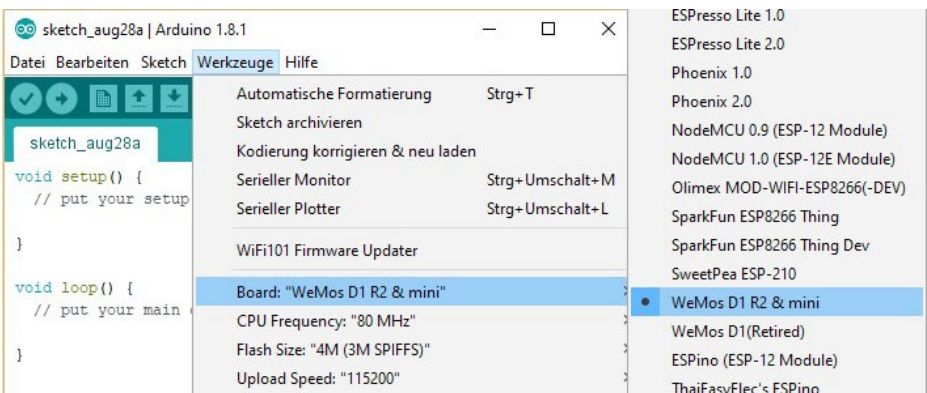 sketch_aug28a | Arduino 1.8.1
Datei Bearbeiten Sketch Werkzeuge Hilfe
sketch_aug28a
void setup() {
// put your setup
}
void loop() {
// put your main
}
Automatische Formatierung Strg+T
Sketch archivieren
Kodierung korrigieren & neu laden
Serieller Monitor Strg+Umschalt+M
Serieller Plotter Strg+Umschalt+L
WiFi101 Firmware Updater
Board: "WeMos D1 R2 & mini"
CPU Frequency: "80 MHz"
Flash Size: "4M (3M SPIFFS)"
Upload Speed: "115200"
ESPresso Lite 1.0
ESPresso Lite 2.0
Phoenix 1.0
Phoenix 2.0
NodeMCU 0.9 (ESP-12 Module)
NodeMCU 1.0 (ESP-12E Module)
Olimex MOD-WIFI-ESP8266(-DEV)
SparkFun ESP8266 Thing
SparkFun ESP8266 Thing Dev
SweetPea ESP-210
WeMos D1 R2 & mini
WeMos D1(Retired)
ESPino (ESP-12 Module)
ThaiEasyElec's ESPino